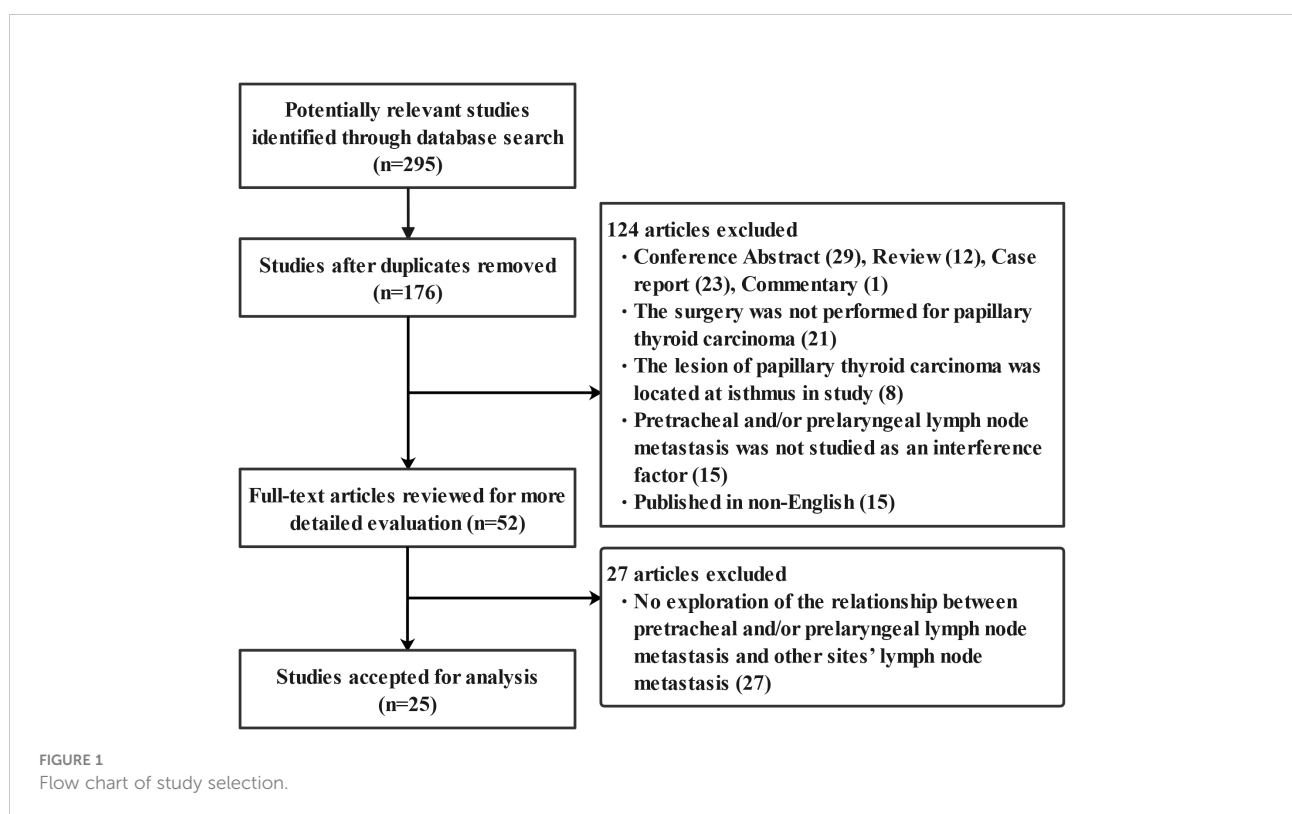 Potentially relevant studies
identified through database search
(n=295)
Studies after duplicates removed
(n=176)
124 articles excluded
· Conference Abstract (29), Review (12), Case
report (23), Commentary (1)
· The surgery was not performed for papillary
thyroid carcinoma (21)
· The lesion of papillary thyroid carcinoma was
located at isthmus in study (8)
· Pretracheal and/or prelaryngeal lymph node
metastasis was not studied as an interference
factor (15)
· Published in non-English (15)
Full-text articles reviewed for more
detailed evaluation (n=52)
27 articles excluded
· No exploration of the relationship between
pretracheal and/or prelaryngeal lymph node
metastasis and other sites’ lymph node
metastasis (27)
Studies accepted for analysis
(n=25)
FIGURE 1
Flow chart of study selection.